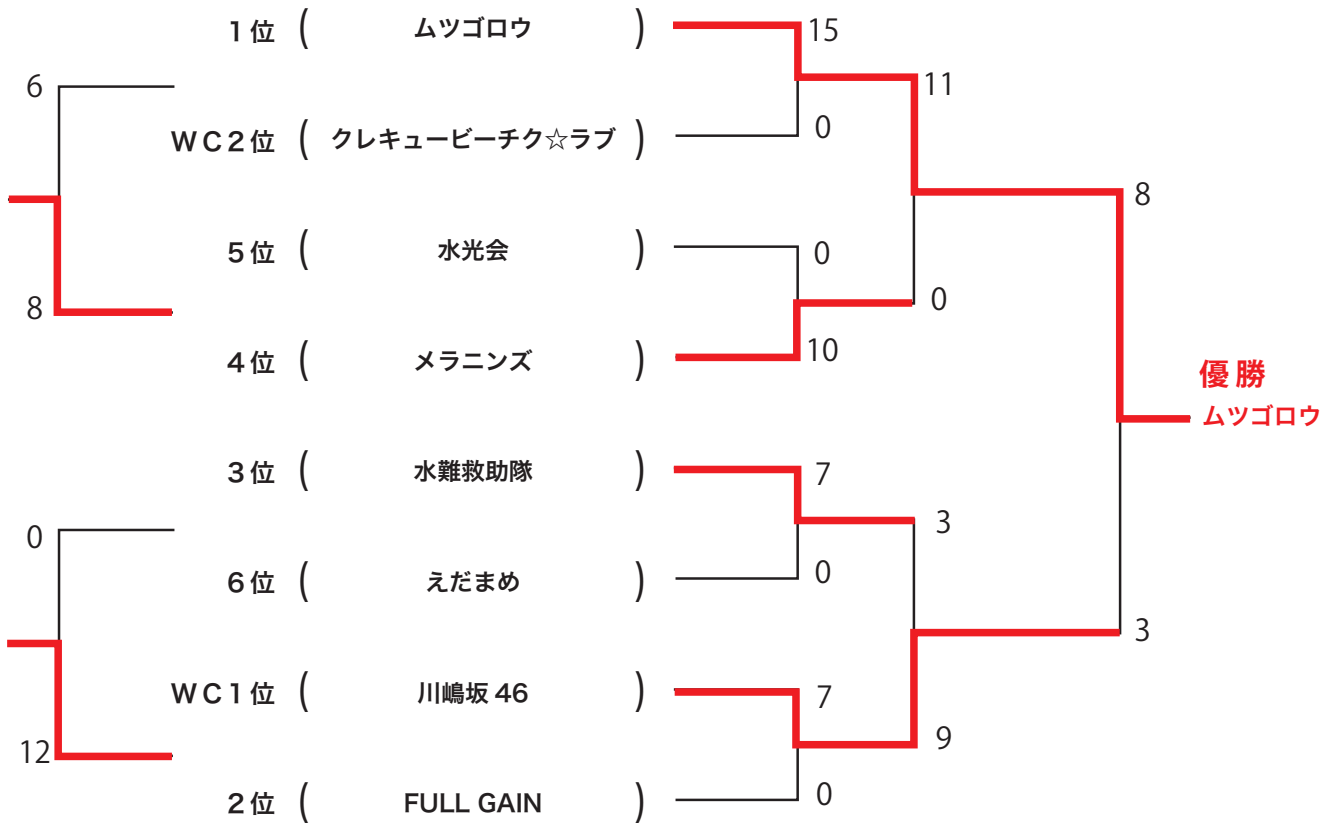 1位 ( ムツゴロウ ) 15
6
11
WC2位 ( クレキュービーチク☆ラブ ) 0
8
5位 ( 水光会 ) 0
8
0
4位 ( メラニンズ ) 10
優勝
ムツゴロウ
3位 ( 水難救助隊 ) 7
0
3
6位 ( えだまめ ) 0
3
WC1位 ( 川嶋坂 46 ) 7
12
9
2位 ( FULL GAIN ) 0